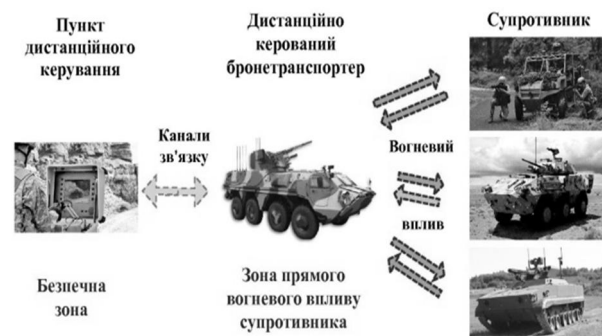 Пункт
дистанційного
керування
Дистанційно
керований
бронетранспортер
Супротивник
Канали
зв'язку
Вогневий
вплив
Безпечна
зона
Зона прямого
вогневого впливу
супротивника